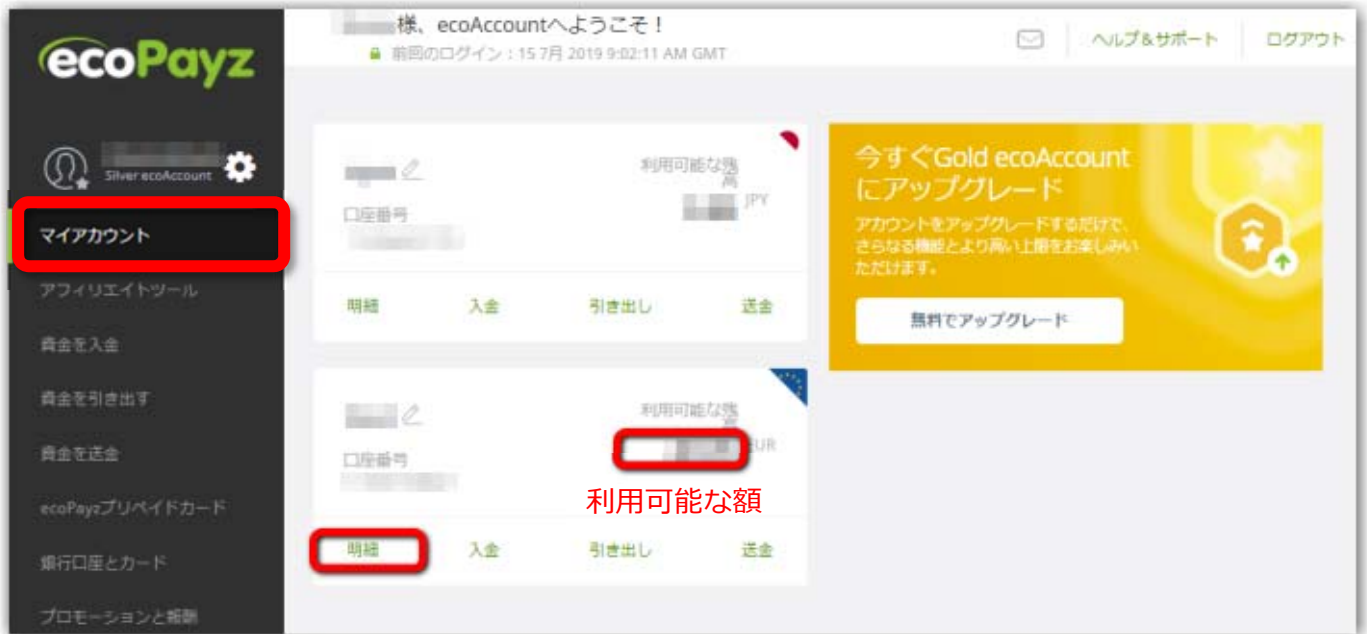 様、ecoAccountへようこそ！
前回のログイン：15 7月 2019 9:02:11 AM GMT
ヘルプ&サポート
ログアウト
ecoPayz
Silver ecoAccount
マイアカウント
アフィリエイトツール
資金を入金
資金を引き出す
資金を送金
ecoPayzプリペイドカード
銀行口座とカード
プロモーションと報酬
利用可能な残
高
JPY
口座番号
明細 入金 引き出し 送金
利用可能な残
高
EUR
口座番号
利用可能な額
明細 入金 引き出し 送金
今すぐGold ecoAccount
にアップグレード
アカウントをアップグレードするだけで、
さらなる機能とより高い上限をお楽しみい
ただけます。
無料でアップグレード